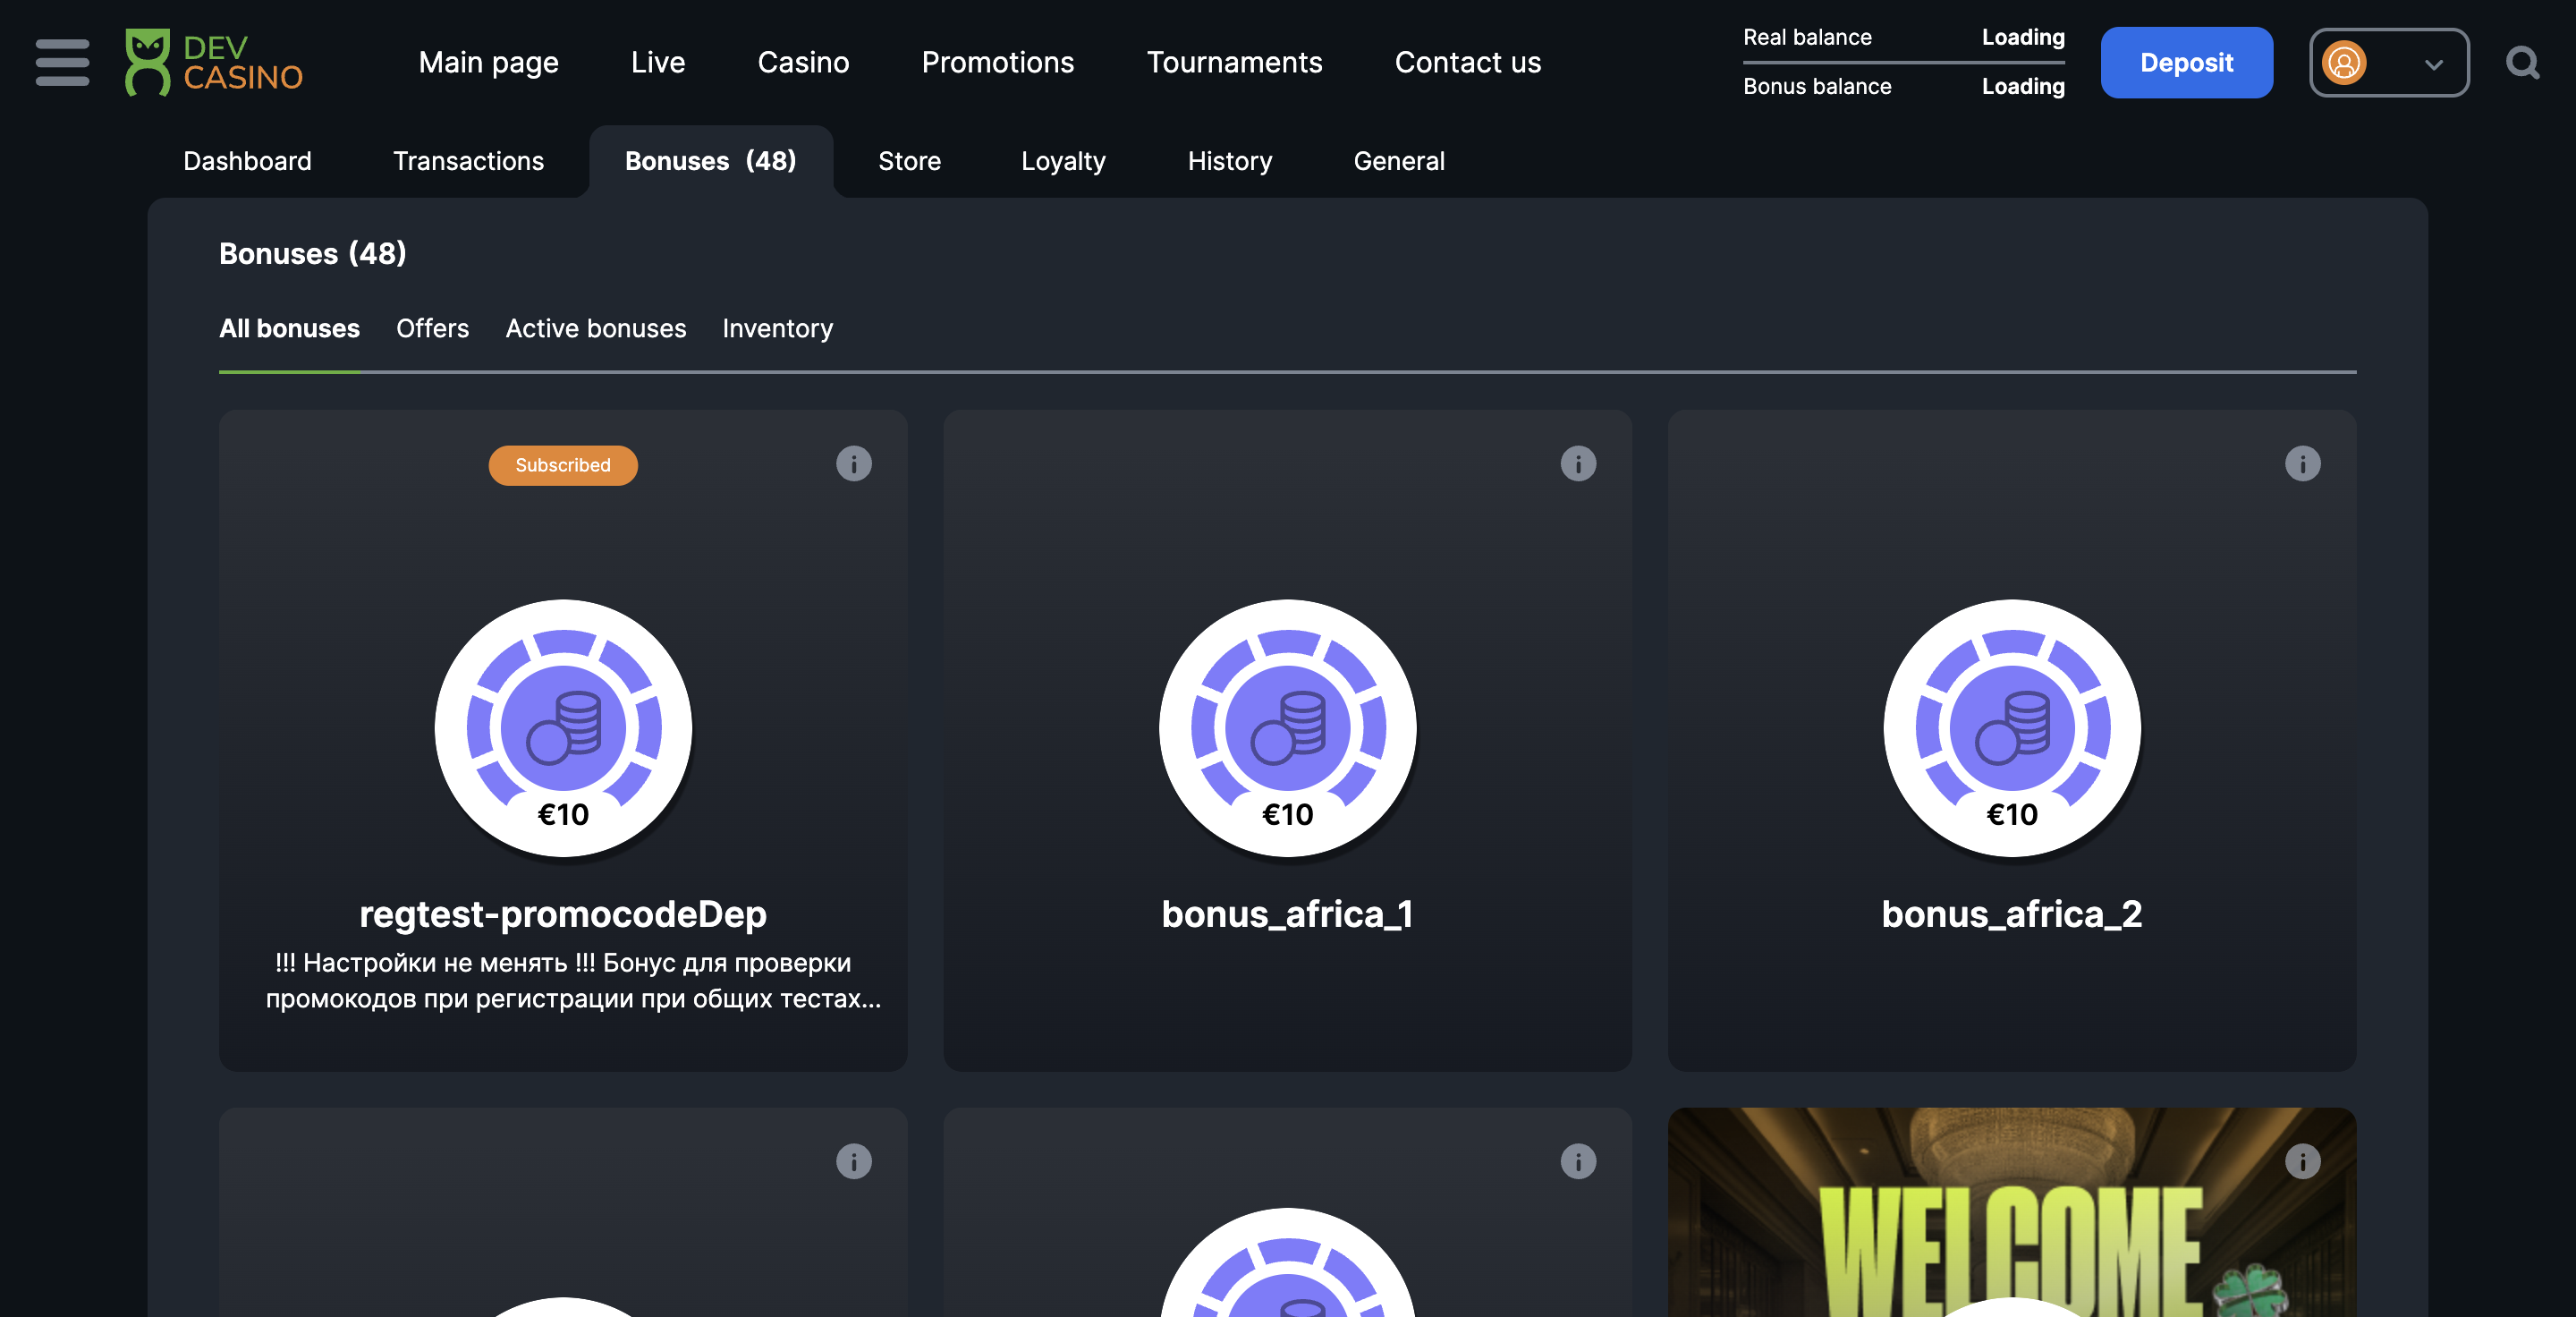 DEV
CASINO
Main page
Live
Casino
Promotions
Tournaments
Contact us
Real balance
Loading
Bonus balance
Loading
Deposit
Dashboard
Transactions
Bonuses (48)
Store
Loyalty
History
General
Bonuses (48)
All bonuses
Offers
Active bonuses
Inventory
Subscribed
€10
€10
€10
regtest-promocodeDep
bonus_africa_1
bonus_africa_2
!!! Настройки не менять !!! Бонус для проверки
промокодов при регистрации при общих тестах...
WELCOME